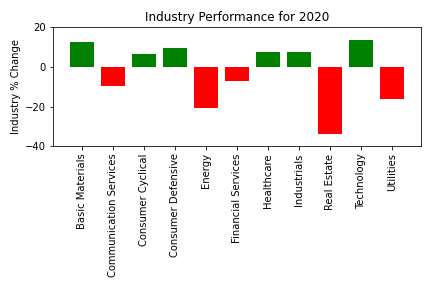 Industry Performance for 2020
Industry % Change
20
0
−20
−40
Basic Materials
Communication Services
Consumer Cyclical
Consumer Defensive
Energy
Financial Services
Healthcare
Industrials
Real Estate
Technology
Utilities